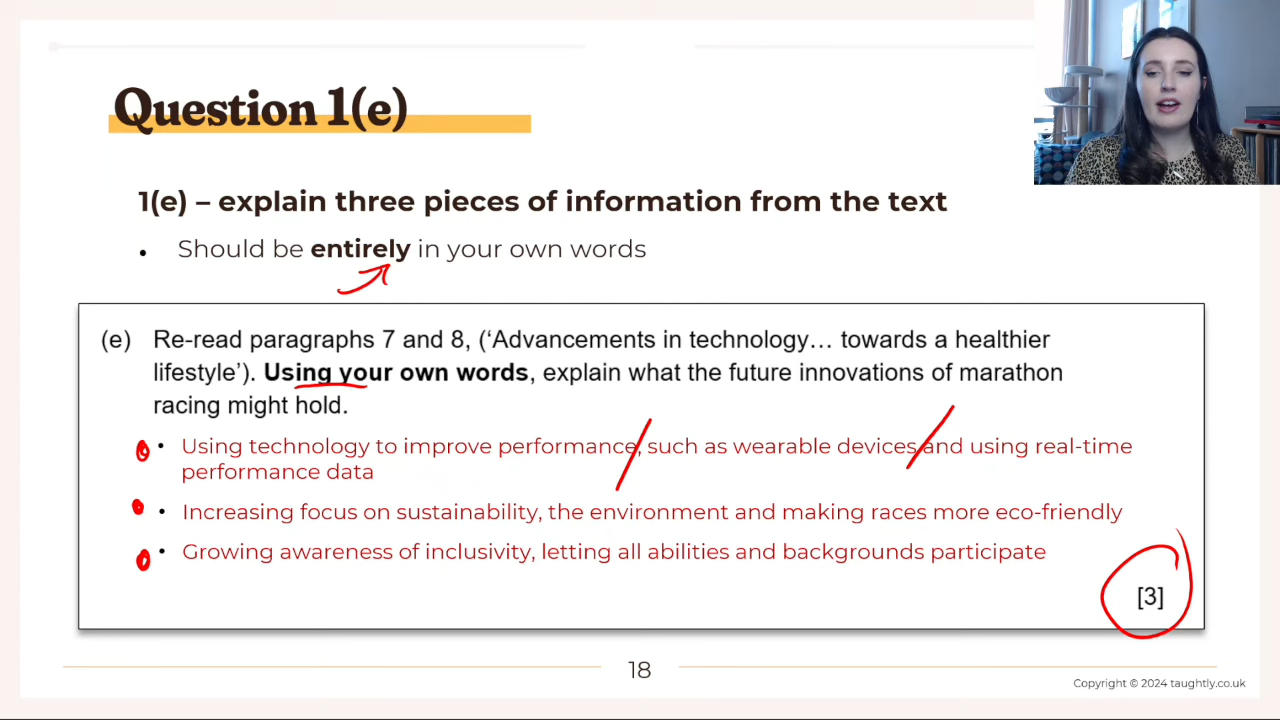 Question 1(e)
1(e) – explain three pieces of information from the text
• Should be entirely in your own words
(e) Re-read paragraphs 7 and 8, (‘Advancements in technology… towards a healthier
lifestyle’). Using your own words, explain what the future innovations of marathon
racing might hold.
• Using technology to improve performance, such as wearable devices and using real-time
performance data
• Increasing focus on sustainability, the environment and making races more eco-friendly
• Growing awareness of inclusivity, letting all abilities and backgrounds participate
[3]
18
Copyright © 2024 taughtly.co.uk